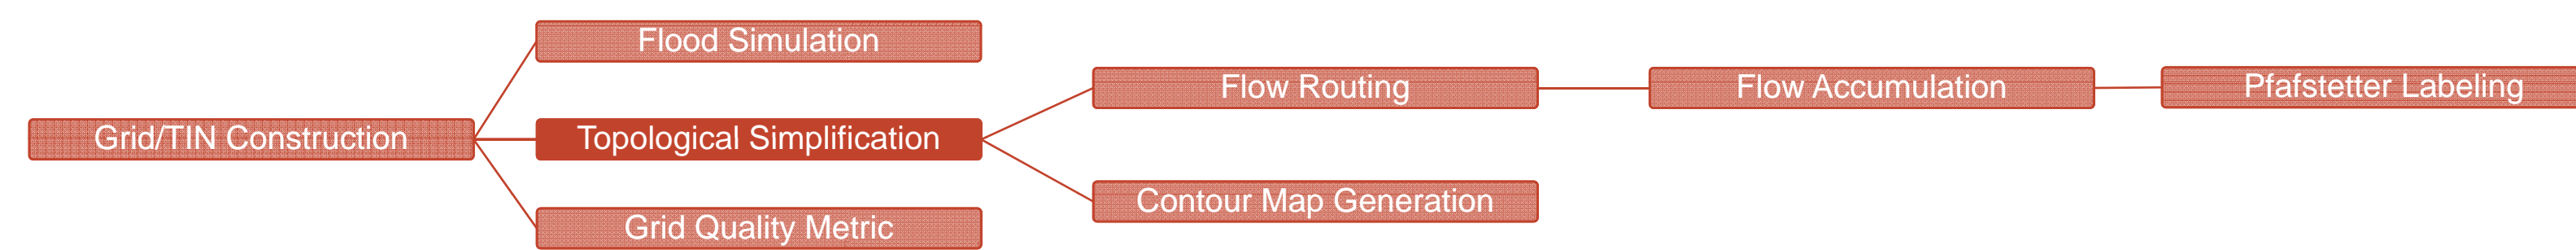 Grid/TIN Construction
Flood Simulation
Topological Simplification
Grid Quality Metric
Flow Routing
Contour Map Generation
Flow Accumulation
Pfafstetter Labeling